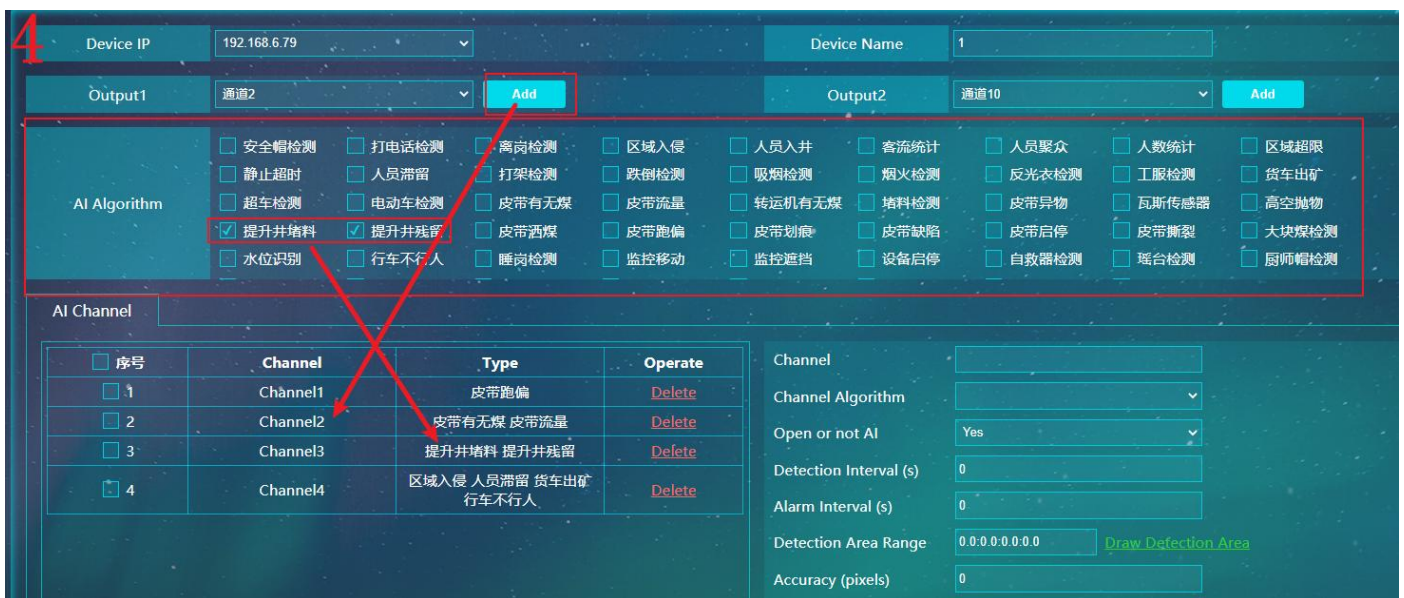 4
Device IP 192.168.6.79 Device Name 1
Output1 通道2 Add Output2 通道10 Add
AI Algorithm
安全帽检测 打电话检测 离岗检测 区域入侵 人员入井 客流统计 人员聚众 人数统计 区域超限
静止超时 人员滞留 打架检测 跌倒检测 吸烟检测 烟火检测 反光衣检测 工服检测 货车出矿
超车检测 电动车检测 皮带有无煤 皮带流量 转运机有无煤 堵料检测 皮带异物 瓦斯传感器 高空抛物
提升井堵料 提升井残留 皮带洒煤 皮带跑偏 皮带划痕 皮带缺陷 皮带启停 皮带撕裂 大块煤检测
水位识别 行车不行人 睡岗检测 监控移动 监控遮挡 设备启停 自救器检测 瑶台检测 厨师帽检测
AI Channel
序号 Channel Type Operate
1 Channel1 皮带跑偏 Delete
2 Channel2 皮带有无煤 皮带流量 Delete
3 Channel3 提升井堵料 提升井残留 Delete
4 Channel4 区域入侵 人员滞留 货车出矿 Delete
行车不行人
Channel
Channel Algorithm
Open or not AI Yes
Detection Interval (s) 0
Alarm Interval (s) 0
Detection Area Range 0.0:0.0:0.0:0.0 Draw Detection Area
Accuracy (pixels) 0